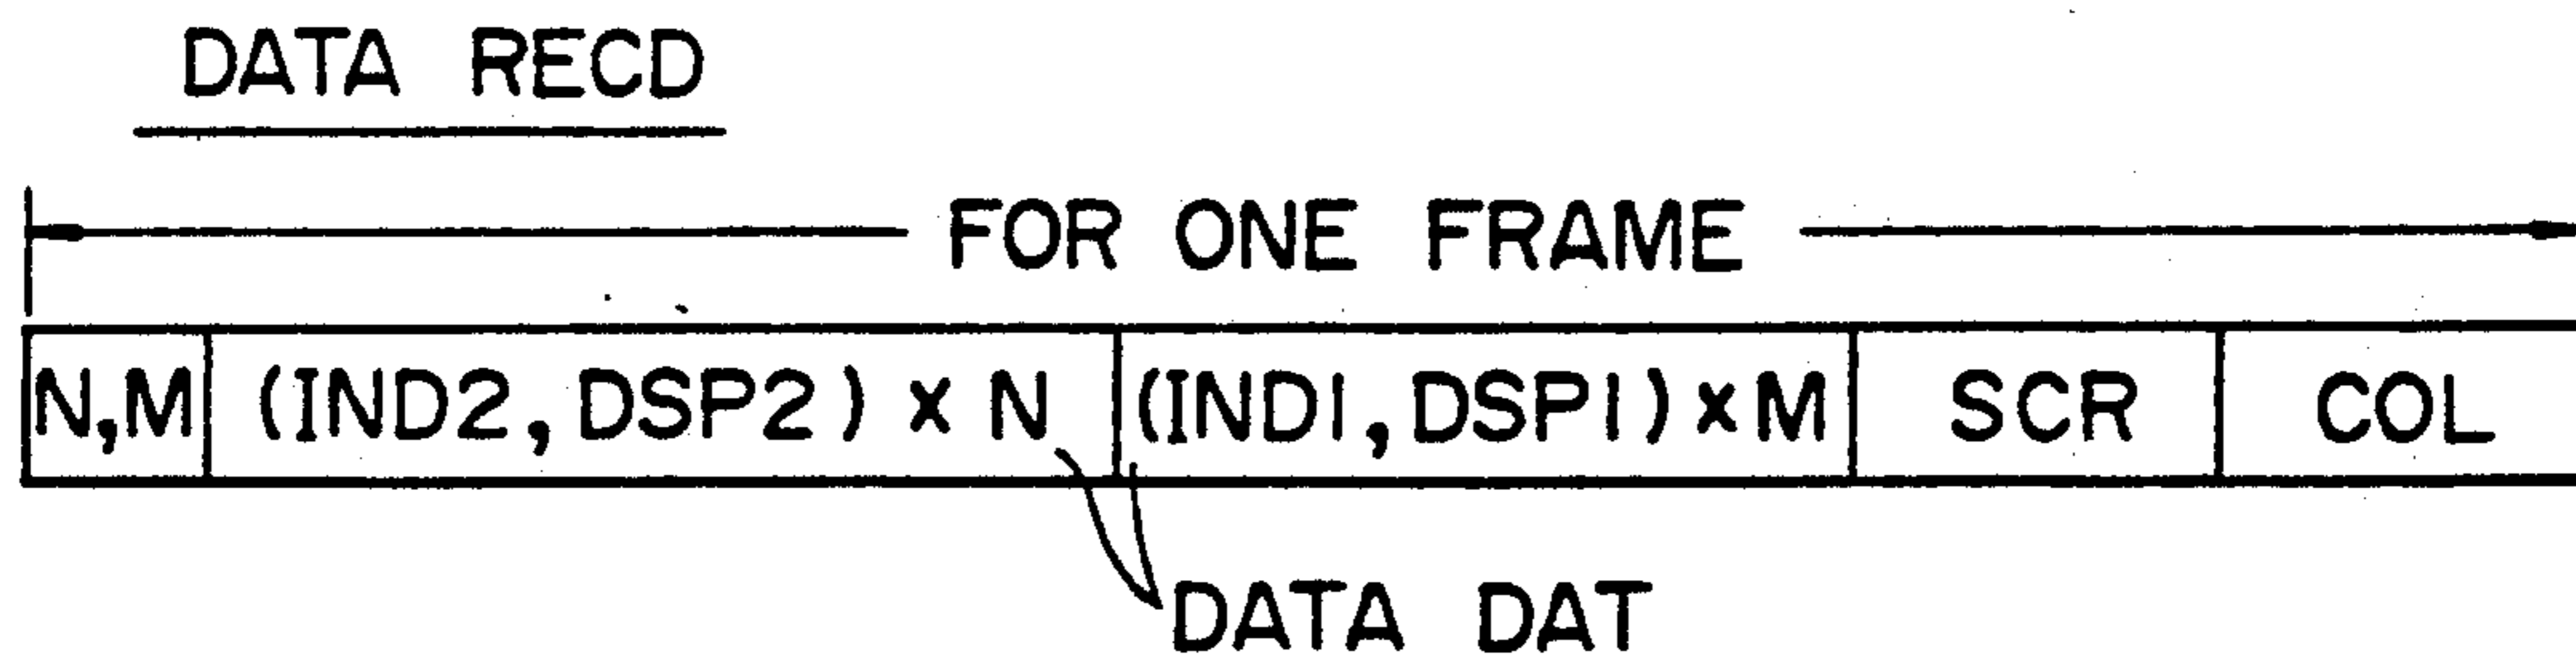 DATA RECD
FOR ONE FRAME
N,M (IND2, DSP2) x N (IND1, DSP1) x M SCR COL
DATA DAT